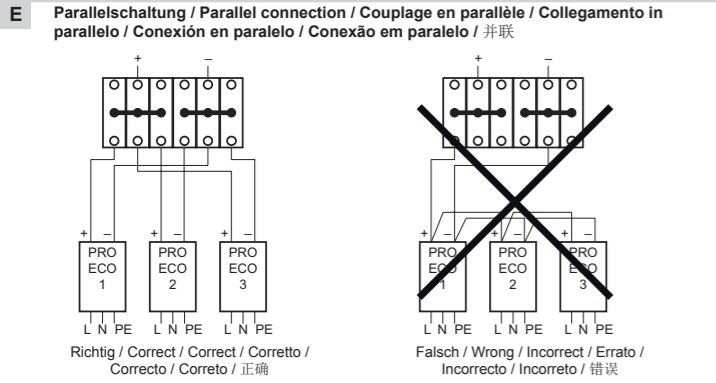 E Parallelschaltung / Parallel connection / Couplage en parallèle / Collegamento in
parallelo / Conexión en paralelo / Conexão em paralelo / 并联
+ –
+ – + – + –
PRO ECO 1
PRO ECO 2
PRO ECO 3
L N PE L N PE L N PE
Richtig / Correct / Correct / Corretto /
Correcto / Correto / 正确
+ –
+ – + – + –
PRO ECO 1
PRO ECO 2
PRO ECO 3
L N PE L N PE L N PE
Falsch / Wrong / Incorrect / Errato /
Incorrecto / Incorreto / 错误